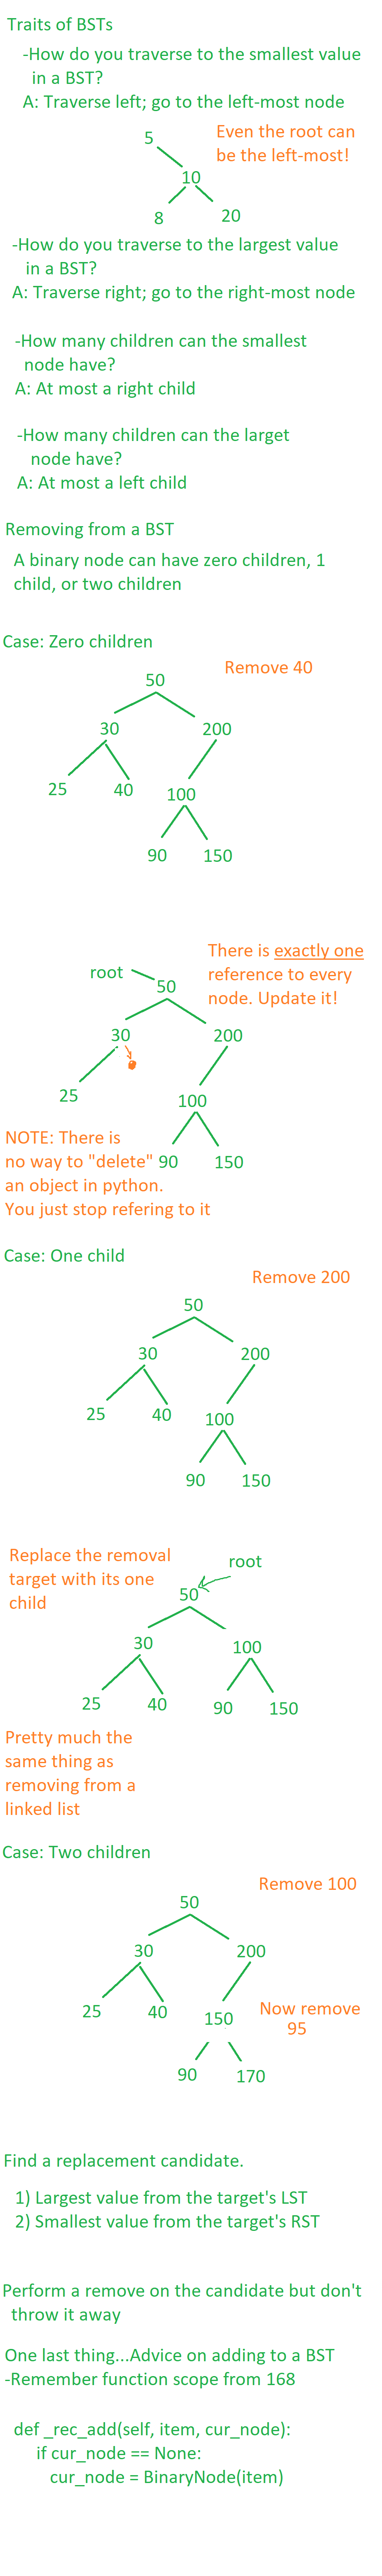 Traits of BSTs
-How do you traverse to the smallest value
in a BST?
A: Traverse left; go to the left-most node
5
Even the root can
be the left-most!
10
8
20
-How do you traverse to the largest value
in a BST?
A: Traverse right; go to the right-most node
-How many children can the smallest
node have?
A: At most a right child
-How many children can the larget
node have?
A: At most a left child
Removing from a BST
A binary node can have zero children, 1
child, or two children
Case: Zero children
Remove 40
50
30
200
25
40
100
90
150
There is exactly one
reference to every
node. Update it!
root
50
30
200
25
100
NOTE: There is
no way to "delete"
an object in python.
You just stop refering to it
90
150
Case: One child
Remove 200
50
30
200
25
40
100
90
150
Replace the removal
target with its one
child
root
50
30
100
25
40
90
150
Pretty much the
same thing as
removing from a
linked list
Case: Two children
Remove 100
50
30
200
25
40
150
Now remove
95
90
170
Find a replacement candidate.
1) Largest value from the target's LST
2) Smallest value from the target's RST
Perform a remove on the candidate but don't
throw it away
One last thing...Advice on adding to a BST
-Remember function scope from 168
def _rec_add(self, item, cur_node):
if cur_node == None:
cur_node = BinaryNode(item)